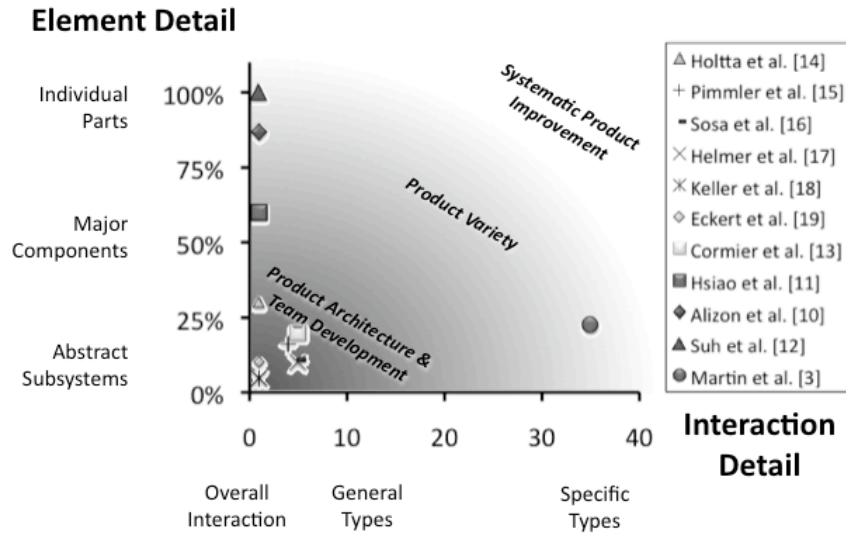 Element Detail
Individual
Parts
Major
Components
Abstract
Subsystems
100%
75%
50%
25%
0%
Systematic Product
Improvement
Product Variety
Product Architecture &
Team Development
0 10 20 30 40
Overall
Interaction
General
Types
Specific
Types
Holtta et al. [14]
Pimmler et al. [15]
Sosa et al. [16]
Helmer et al. [17]
Keller et al. [18]
Eckert et al. [19]
Cormier et al. [13]
Hsiao et al. [11]
Alizon et al. [10]
Suh et al. [12]
Martin et al. [3]
Interaction
Detail